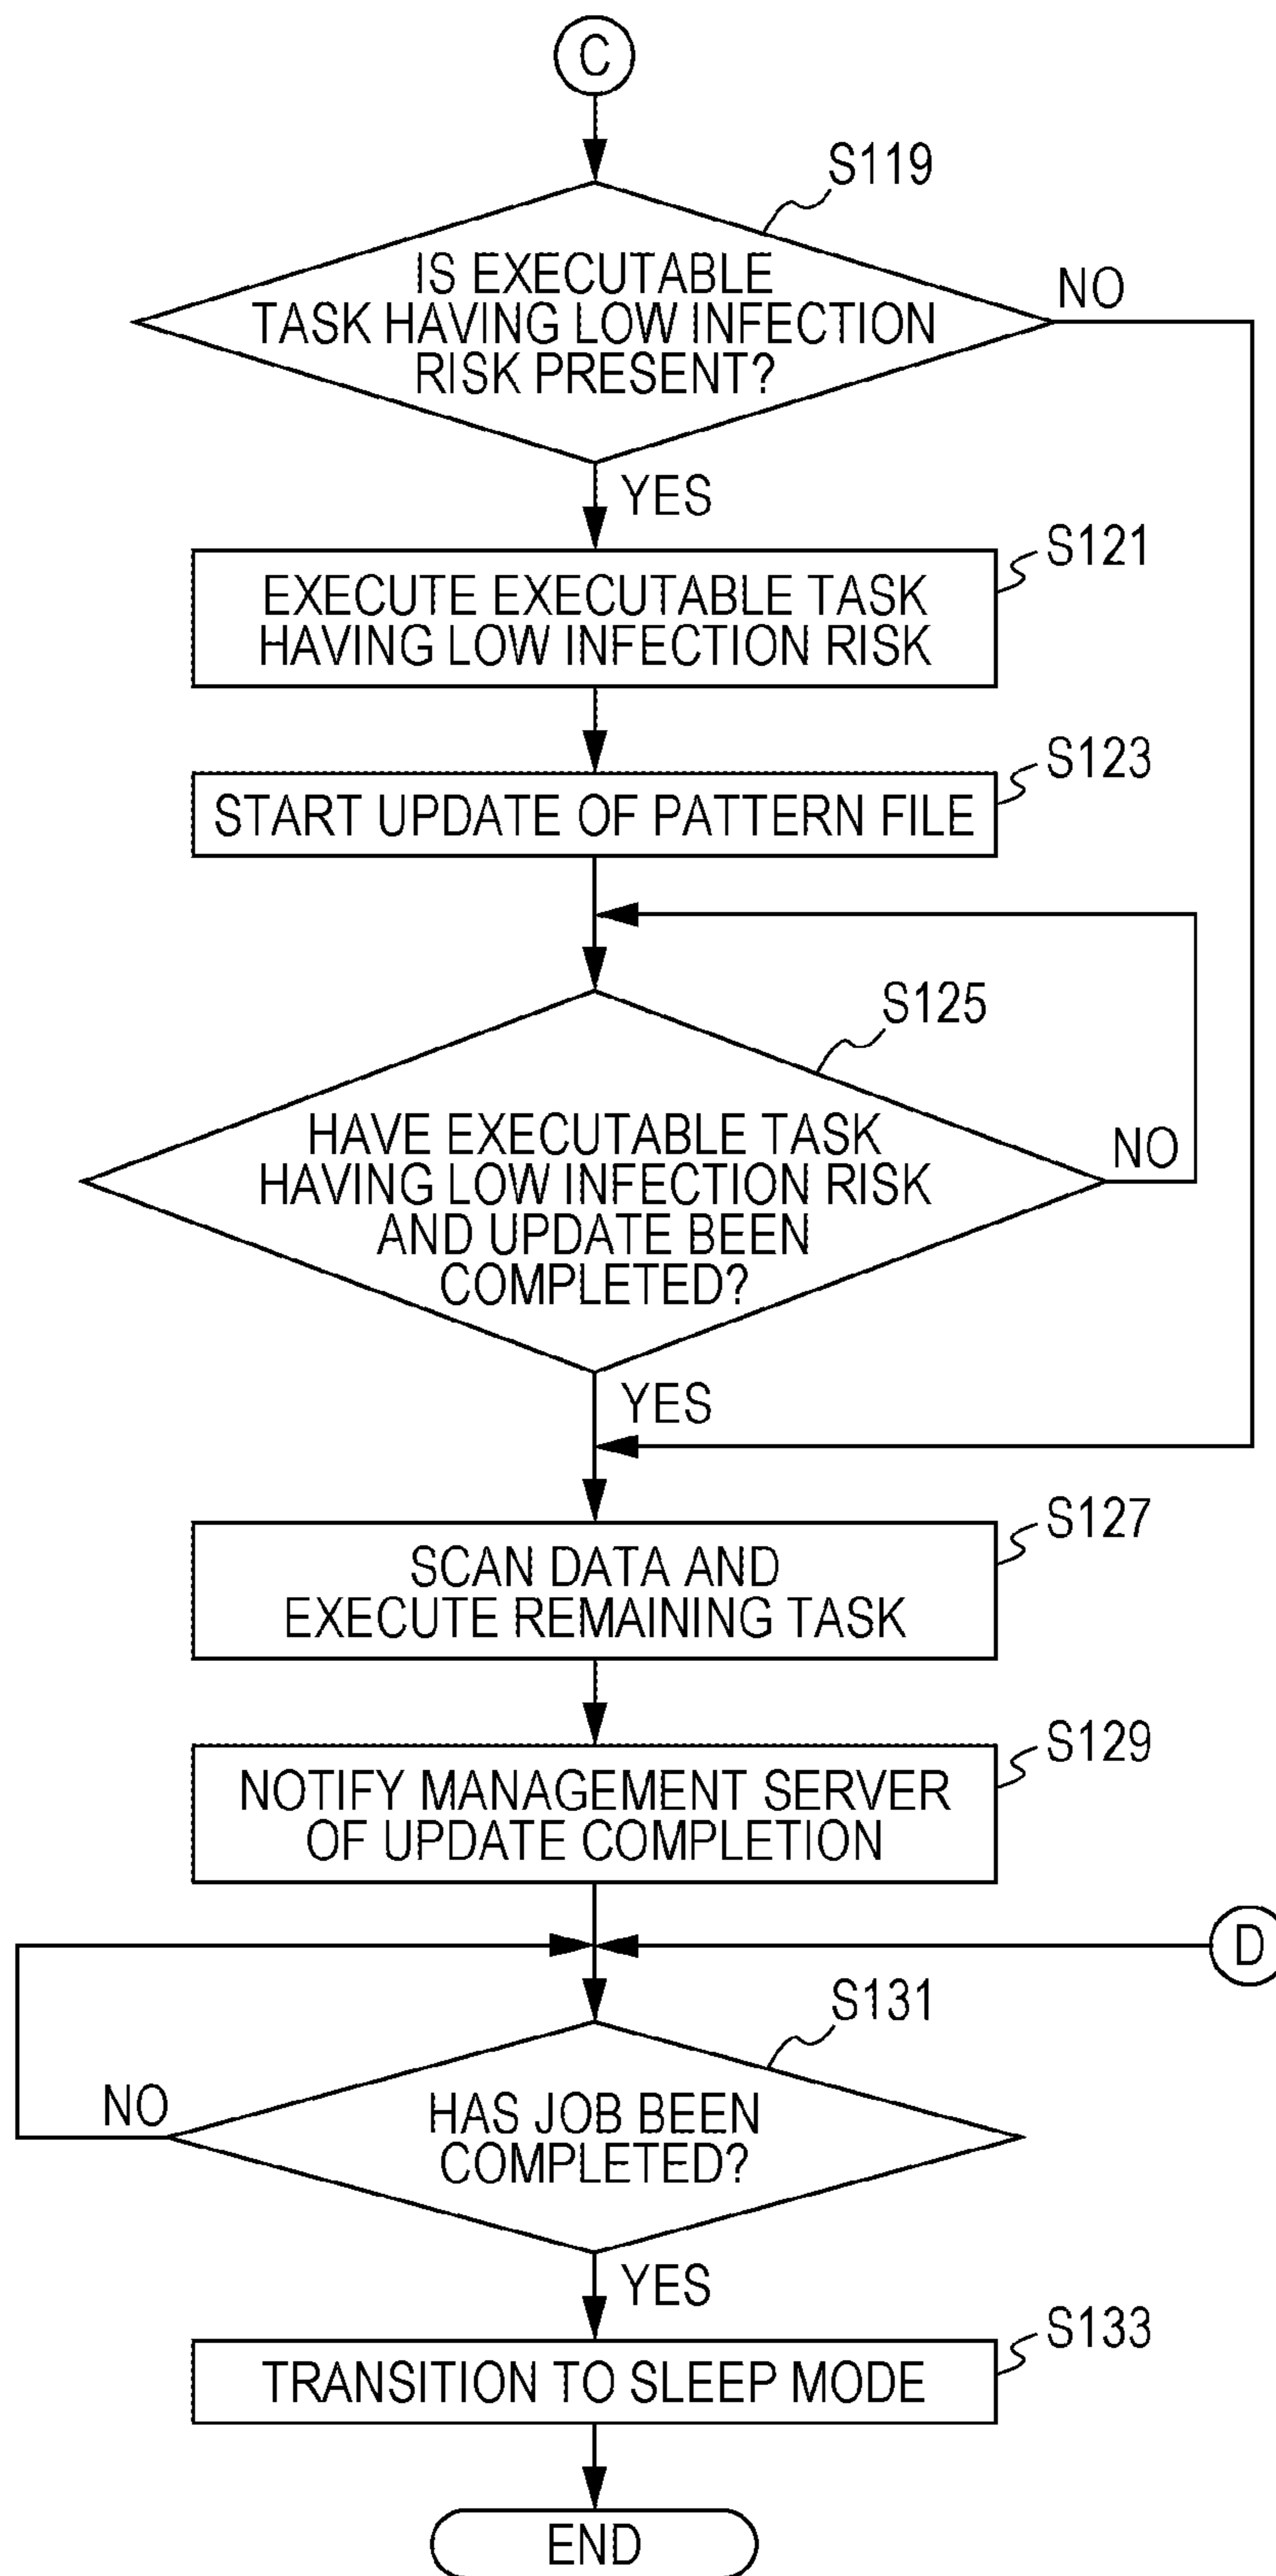 C
S119
IS EXECUTABLE
TASK HAVING LOW INFECTION
RISK PRESENT?
NO
YES
S121
EXECUTE EXECUTABLE TASK
HAVING LOW INFECTION RISK
S123
START UPDATE OF PATTERN FILE
S125
HAVE EXECUTABLE TASK
HAVING LOW INFECTION RISK
AND UPDATE BEEN
COMPLETED?
NO
YES
S127
SCAN DATA AND
EXECUTE REMAINING TASK
S129
NOTIFY MANAGEMENT SERVER
OF UPDATE COMPLETION
D
S131
HAS JOB BEEN
COMPLETED?
NO
YES
S133
TRANSITION TO SLEEP MODE
END